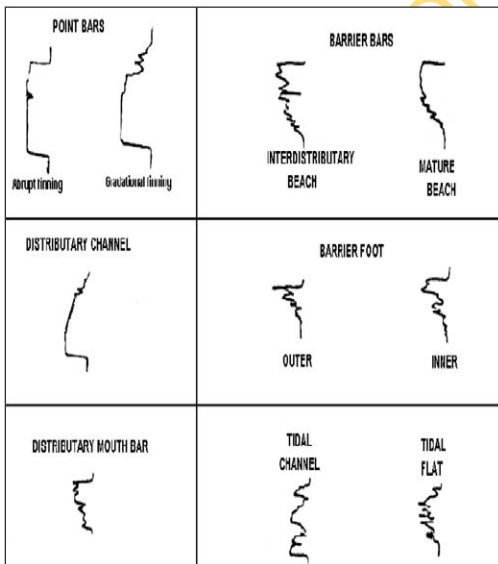 POINT BARS
Abrupt finning
Gradational finning
BARRIER BARS
INTERDISTRIBUTARY
BEACH
MATURE
BEACH
DISTRIBUTARY CHANNEL
BARRIER FOOT
OUTER
INNER
DISTRIBUTARY MOUTH BAR
TIDAL
CHANNEL
TIDAL
FLAT